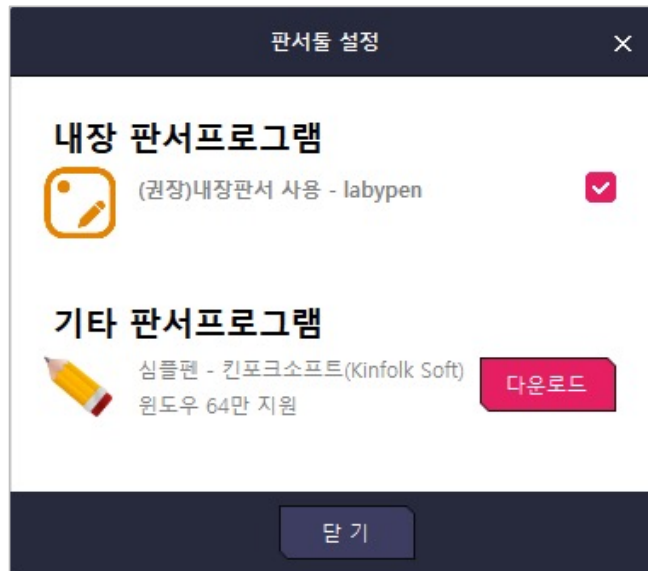 판서툴 설정
내장 판서프로그램
(권장)내장판서 사용 - labypen
기타 판서프로그램
심플펜 - 킨포크소프트(Kinfolk Soft)
윈도우 64만 지원
다운로드
닫 기